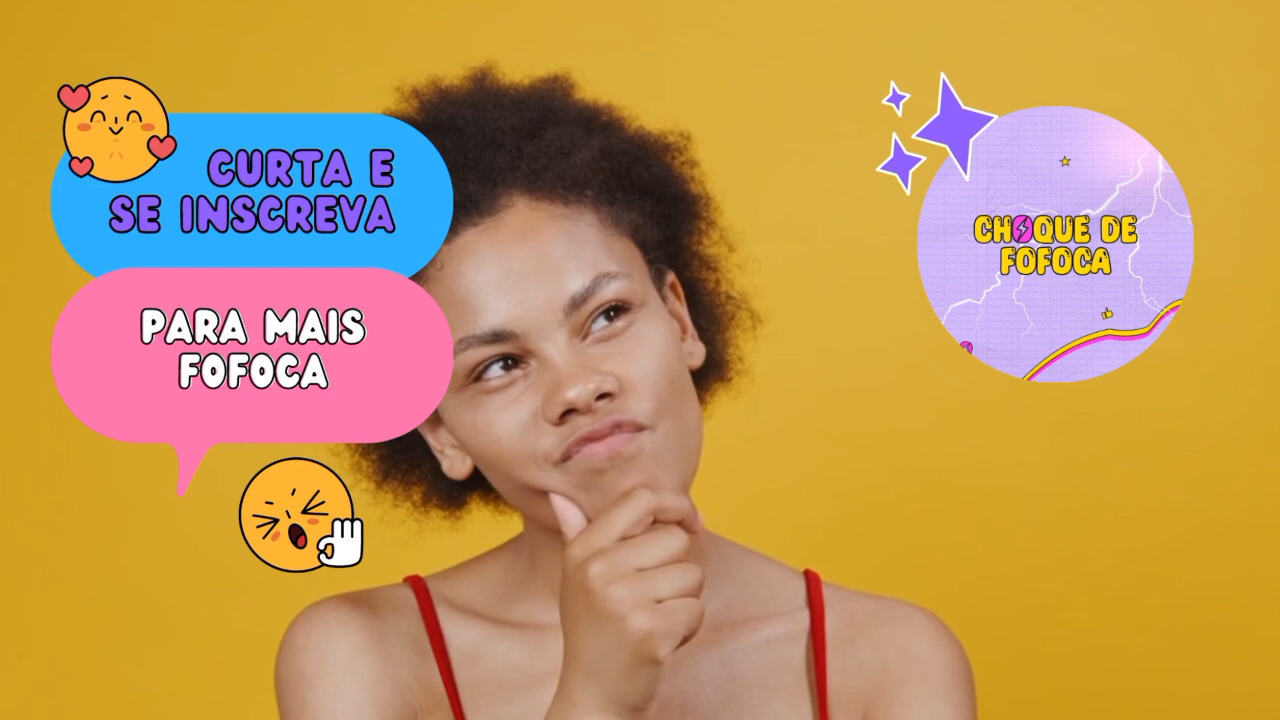 CURTA E
SE INSCREVA
PARA MAIS
FOFOCA
CHOQUE DE
FOFOCA